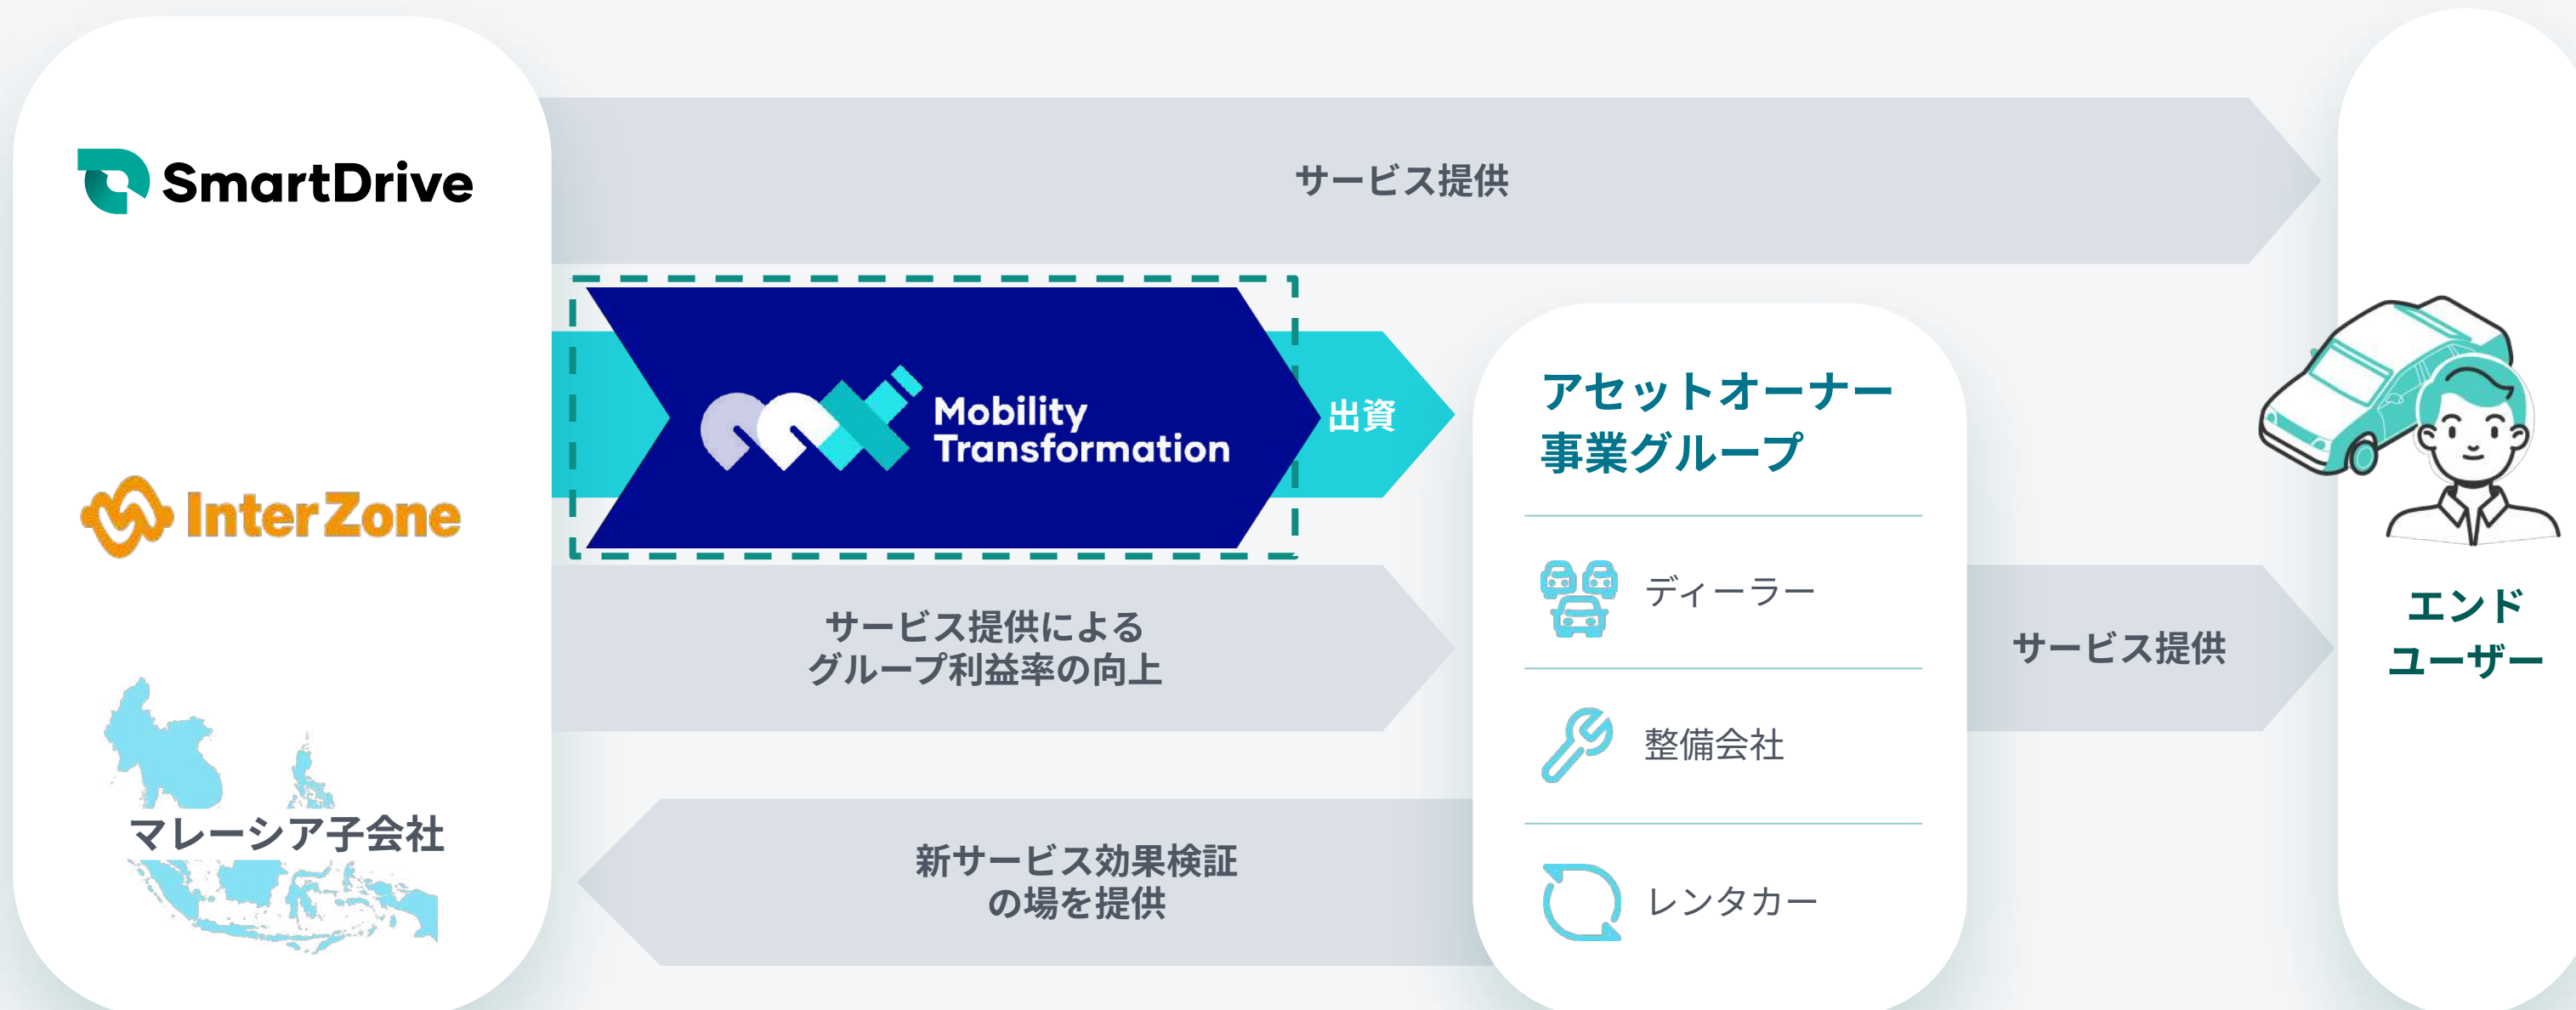 SmartDrive
サービス提供
Mobility
Transformation
出資
InterZone
サービス提供による
グループ利益率の向上
マレーシア子会社
新サービス効果検証
の場を提供
アセットオーナー
事業グループ
ディーラー
整備会社
レンタカー
サービス提供
エンド
ユーザー